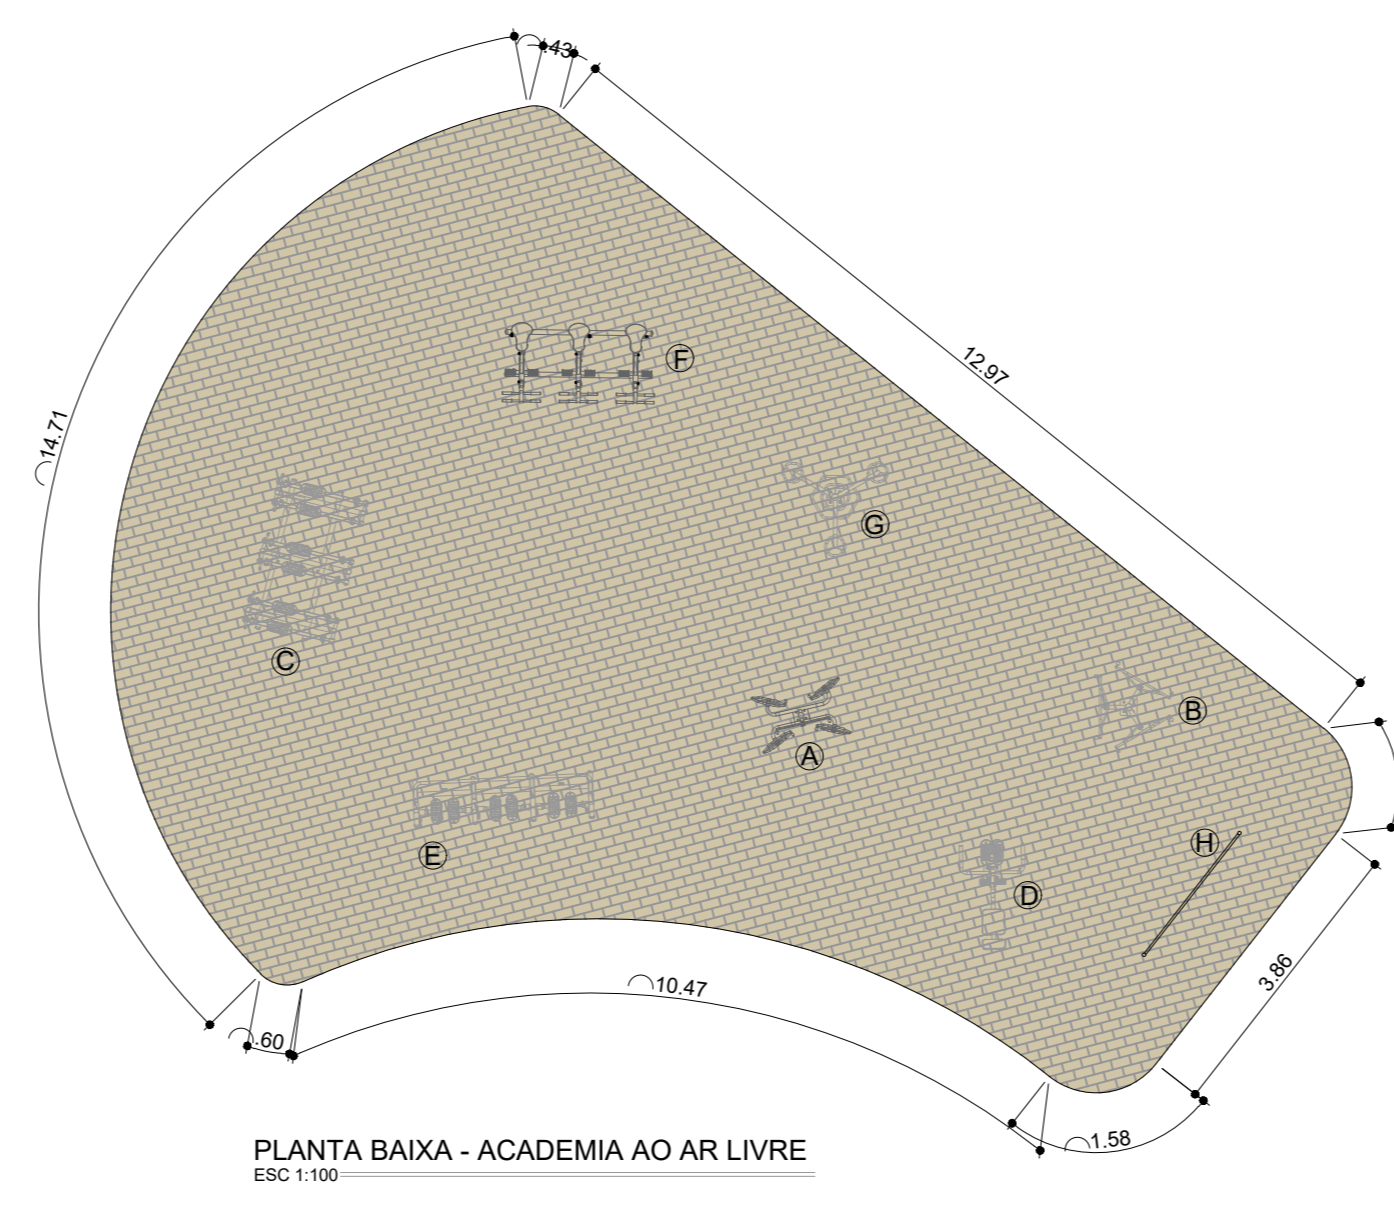 .43
12.97
14.71
F
G
C
B
A
H
E
D
3.86
10.47
.60
1.58
PLANTA BAIXA - ACADEMIA AO AR LIVRE
ESC 1:100